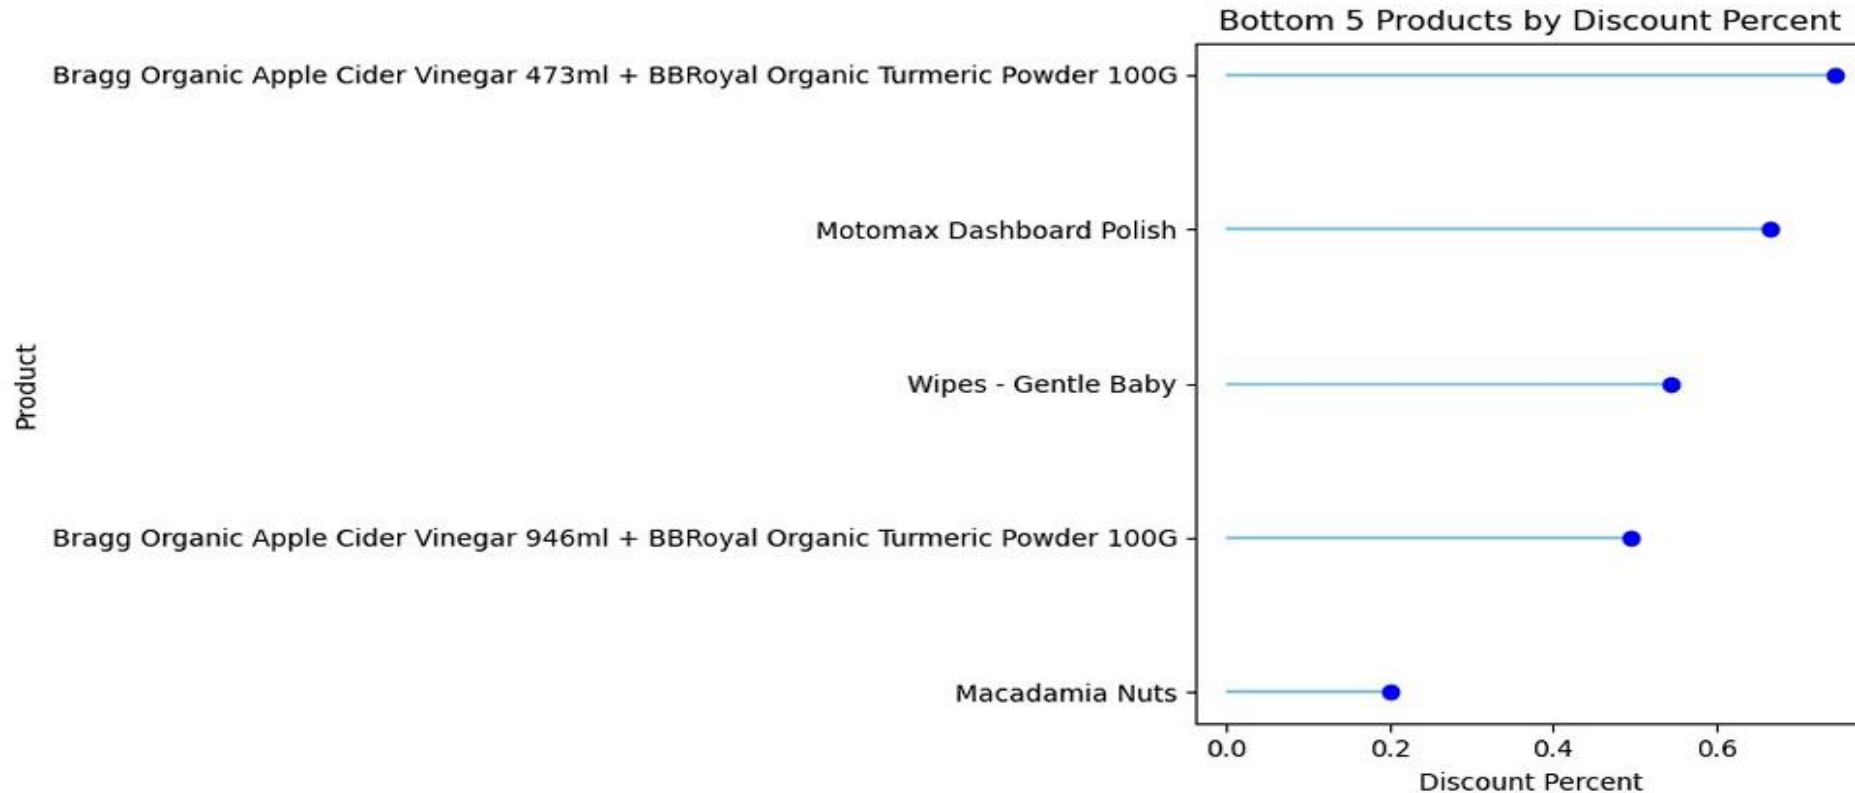 Bottom 5 Products by Discount Percent
Bragg Organic Apple Cider Vinegar 473ml + BBRoyal Organic Turmeric Powder 100G
Motomax Dashboard Polish
Wipes - Gentle Baby
Bragg Organic Apple Cider Vinegar 946ml + BBRoyal Organic Turmeric Powder 100G
Macadamia Nuts
Product
0.0 0.2 0.4 0.6
Discount Percent